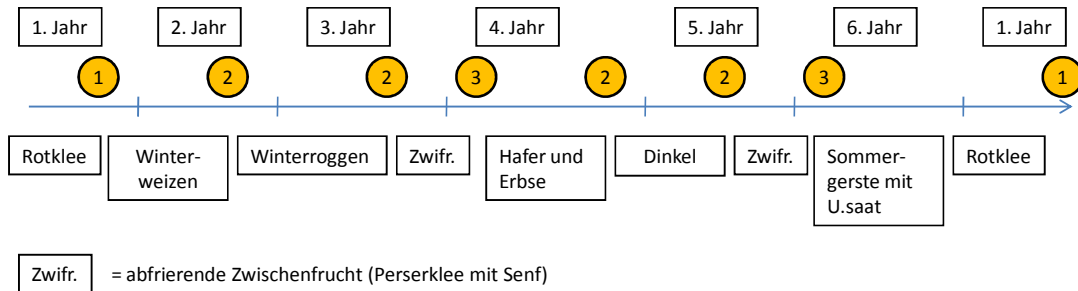 1. Jahr
2. Jahr
3. Jahr
4. Jahr
5. Jahr
6. Jahr
1. Jahr
1
2
2
3
2
2
3
1
Rotklee
Winter-
weizen
Winterroggen
Zwifr.
Hafer und
Erbse
Dinkel
Zwifr.
Sommer-
gerste mit
U.saat
Rotklee
Zwifr.
= abfrierende Zwischenfrucht (Perserklee mit Senf)